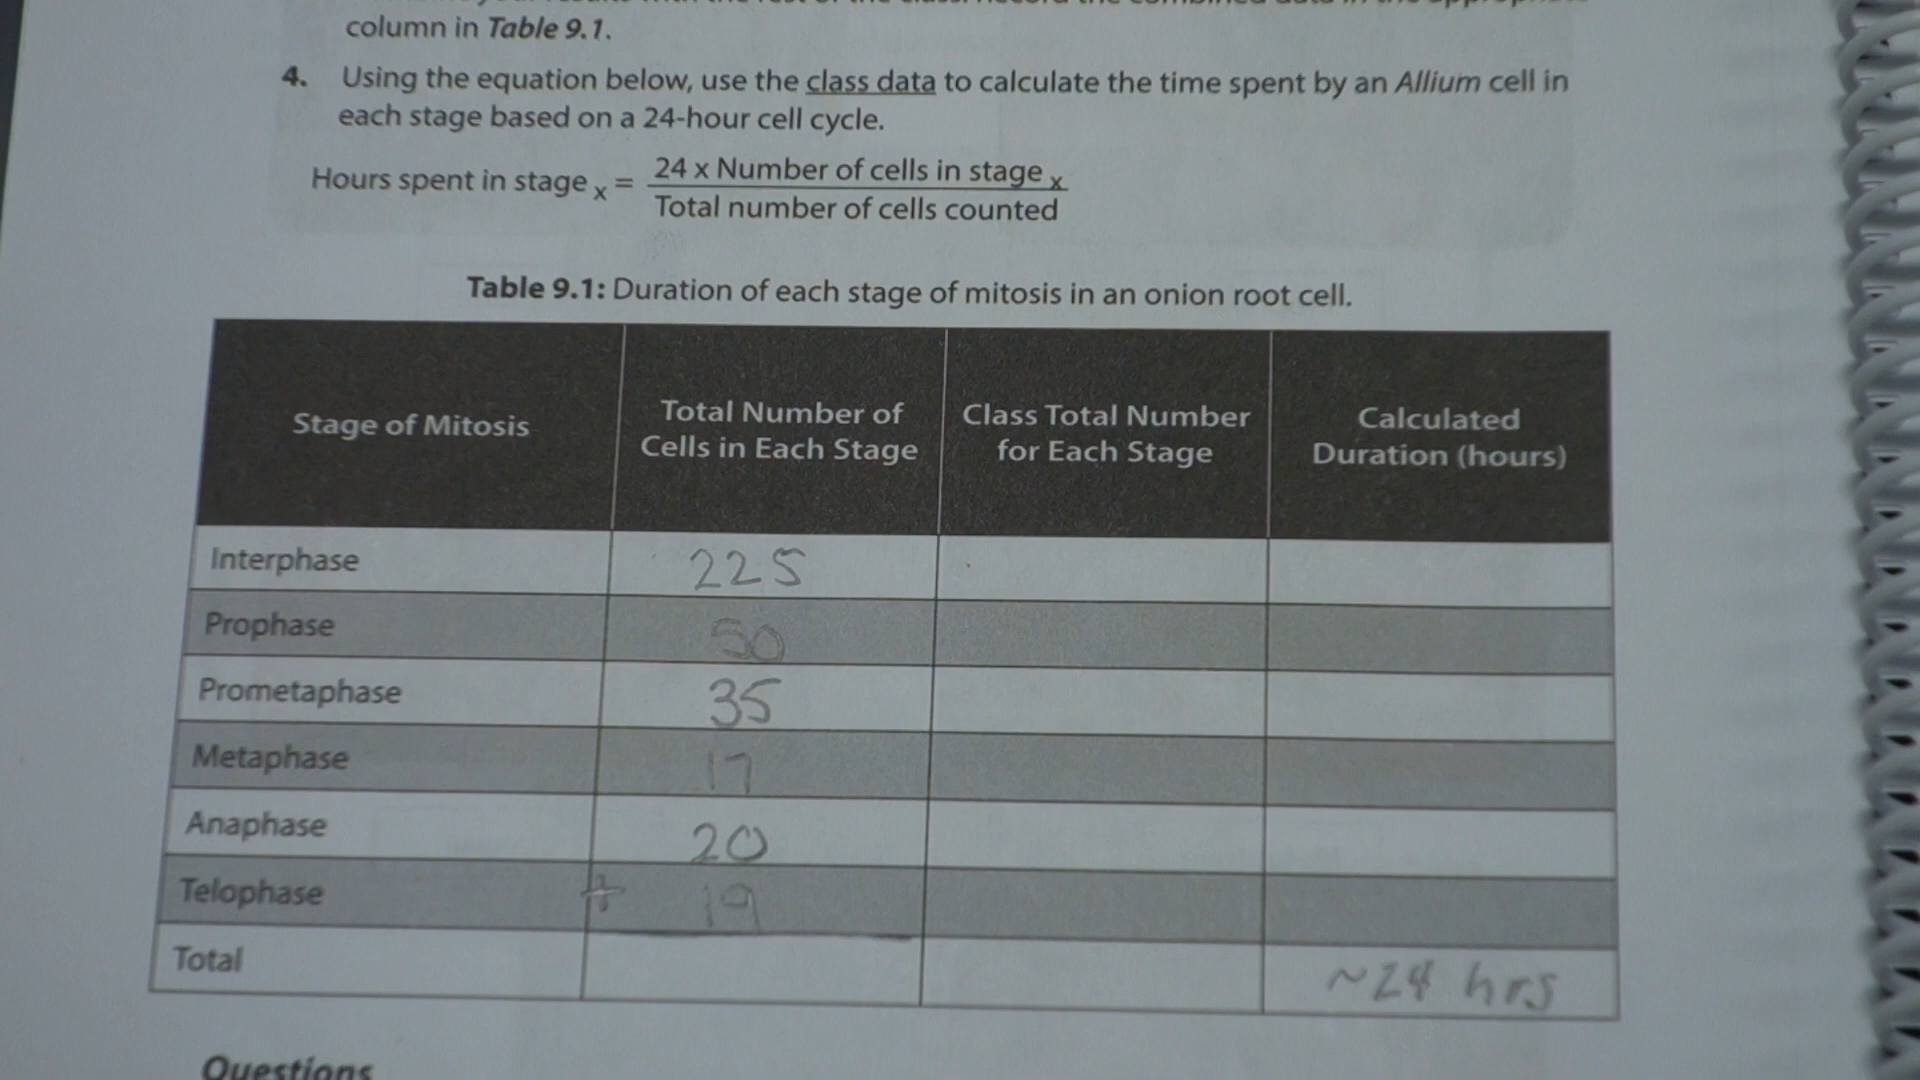 column in Table 9.1.
4. Using the equation below, use the class data to calculate the time spent by an Allium cell in
each stage based on a 24-hour cell cycle.
Hours spent in stage x = 24 x Number of cells in stage x
Total number of cells counted
Table 9.1: Duration of each stage of mitosis in an onion root cell.
Stage of Mitosis
Total Number of
Cells in Each Stage
Class Total Number
for Each Stage
Calculated
Duration (hours)
Interphase 225
Prophase 50
Prometaphase 35
Metaphase 17
Anaphase 20
Telophase + 19
Total ~24 hrs
Questions